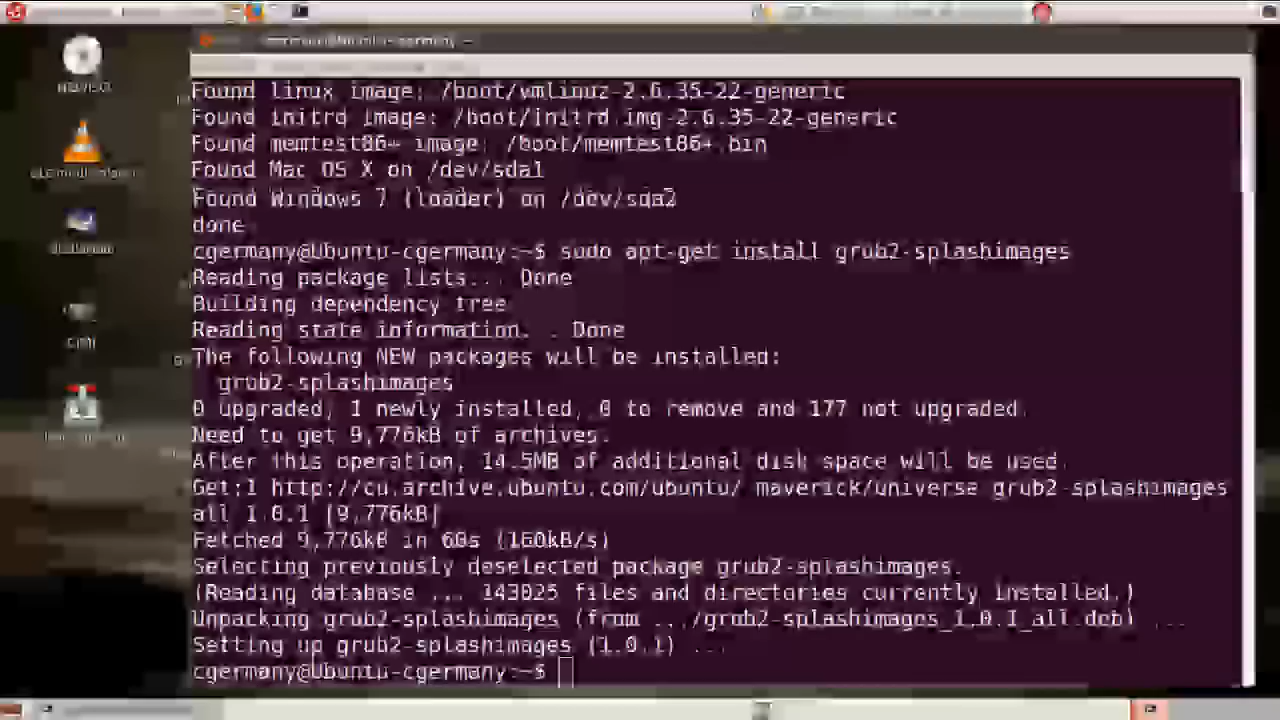 Found linux image: /boot/vmlinuz-2.6.35-22-generic
Found initrd image: /boot/initrd.img-2.6.35-22-generic
Found memtest86+ image: /boot/memtest86+.bin
Found Mac OS X on /dev/sda1
Found Windows 7 (loader) on /dev/sda2
done
cgermany@Ubuntu-cgermany:~$ sudo apt-get install grub2-splashimages
Reading package lists... Done
Building dependency tree
Reading state information... Done
The following NEW packages will be installed:
grub2-splashimages
0 upgraded, 1 newly installed, 0 to remove and 177 not upgraded.
Need to get 9,776kB of archives.
After this operation, 14.5MB of additional disk space will be used.
Get:1 http://cu.archive.ubuntu.com/ubuntu/ maverick/universe grub2-splashimages
all 1.0.1 [9,776kB]
Fetched 9,776kB in 60s (160kB/s)
Selecting previously deselected package grub2-splashimages.
(Reading database ... 143025 files and directories currently installed.)
Unpacking grub2-splashimages (from .../grub2-splashimages_1.0.1_all.deb) ...
Setting up grub2-splashimages (1.0.1) ...
cgermany@Ubuntu-cgermany:~$